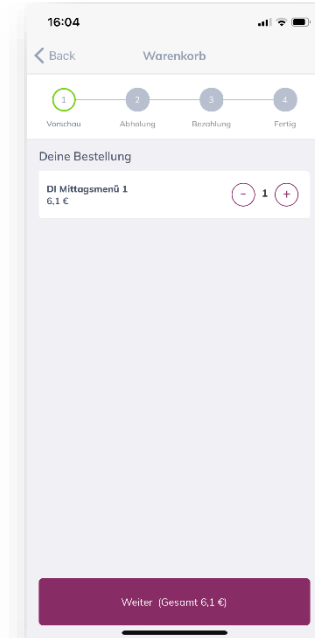 16:04
Back
Warenkorb
1 2 3 4
Vorschau Abholung Bezahlung Fertig
Deine Bestellung
DI Mittagsmenü 1
6,1 €
- 1 +
Weiter (Gesamt 6,1 €)